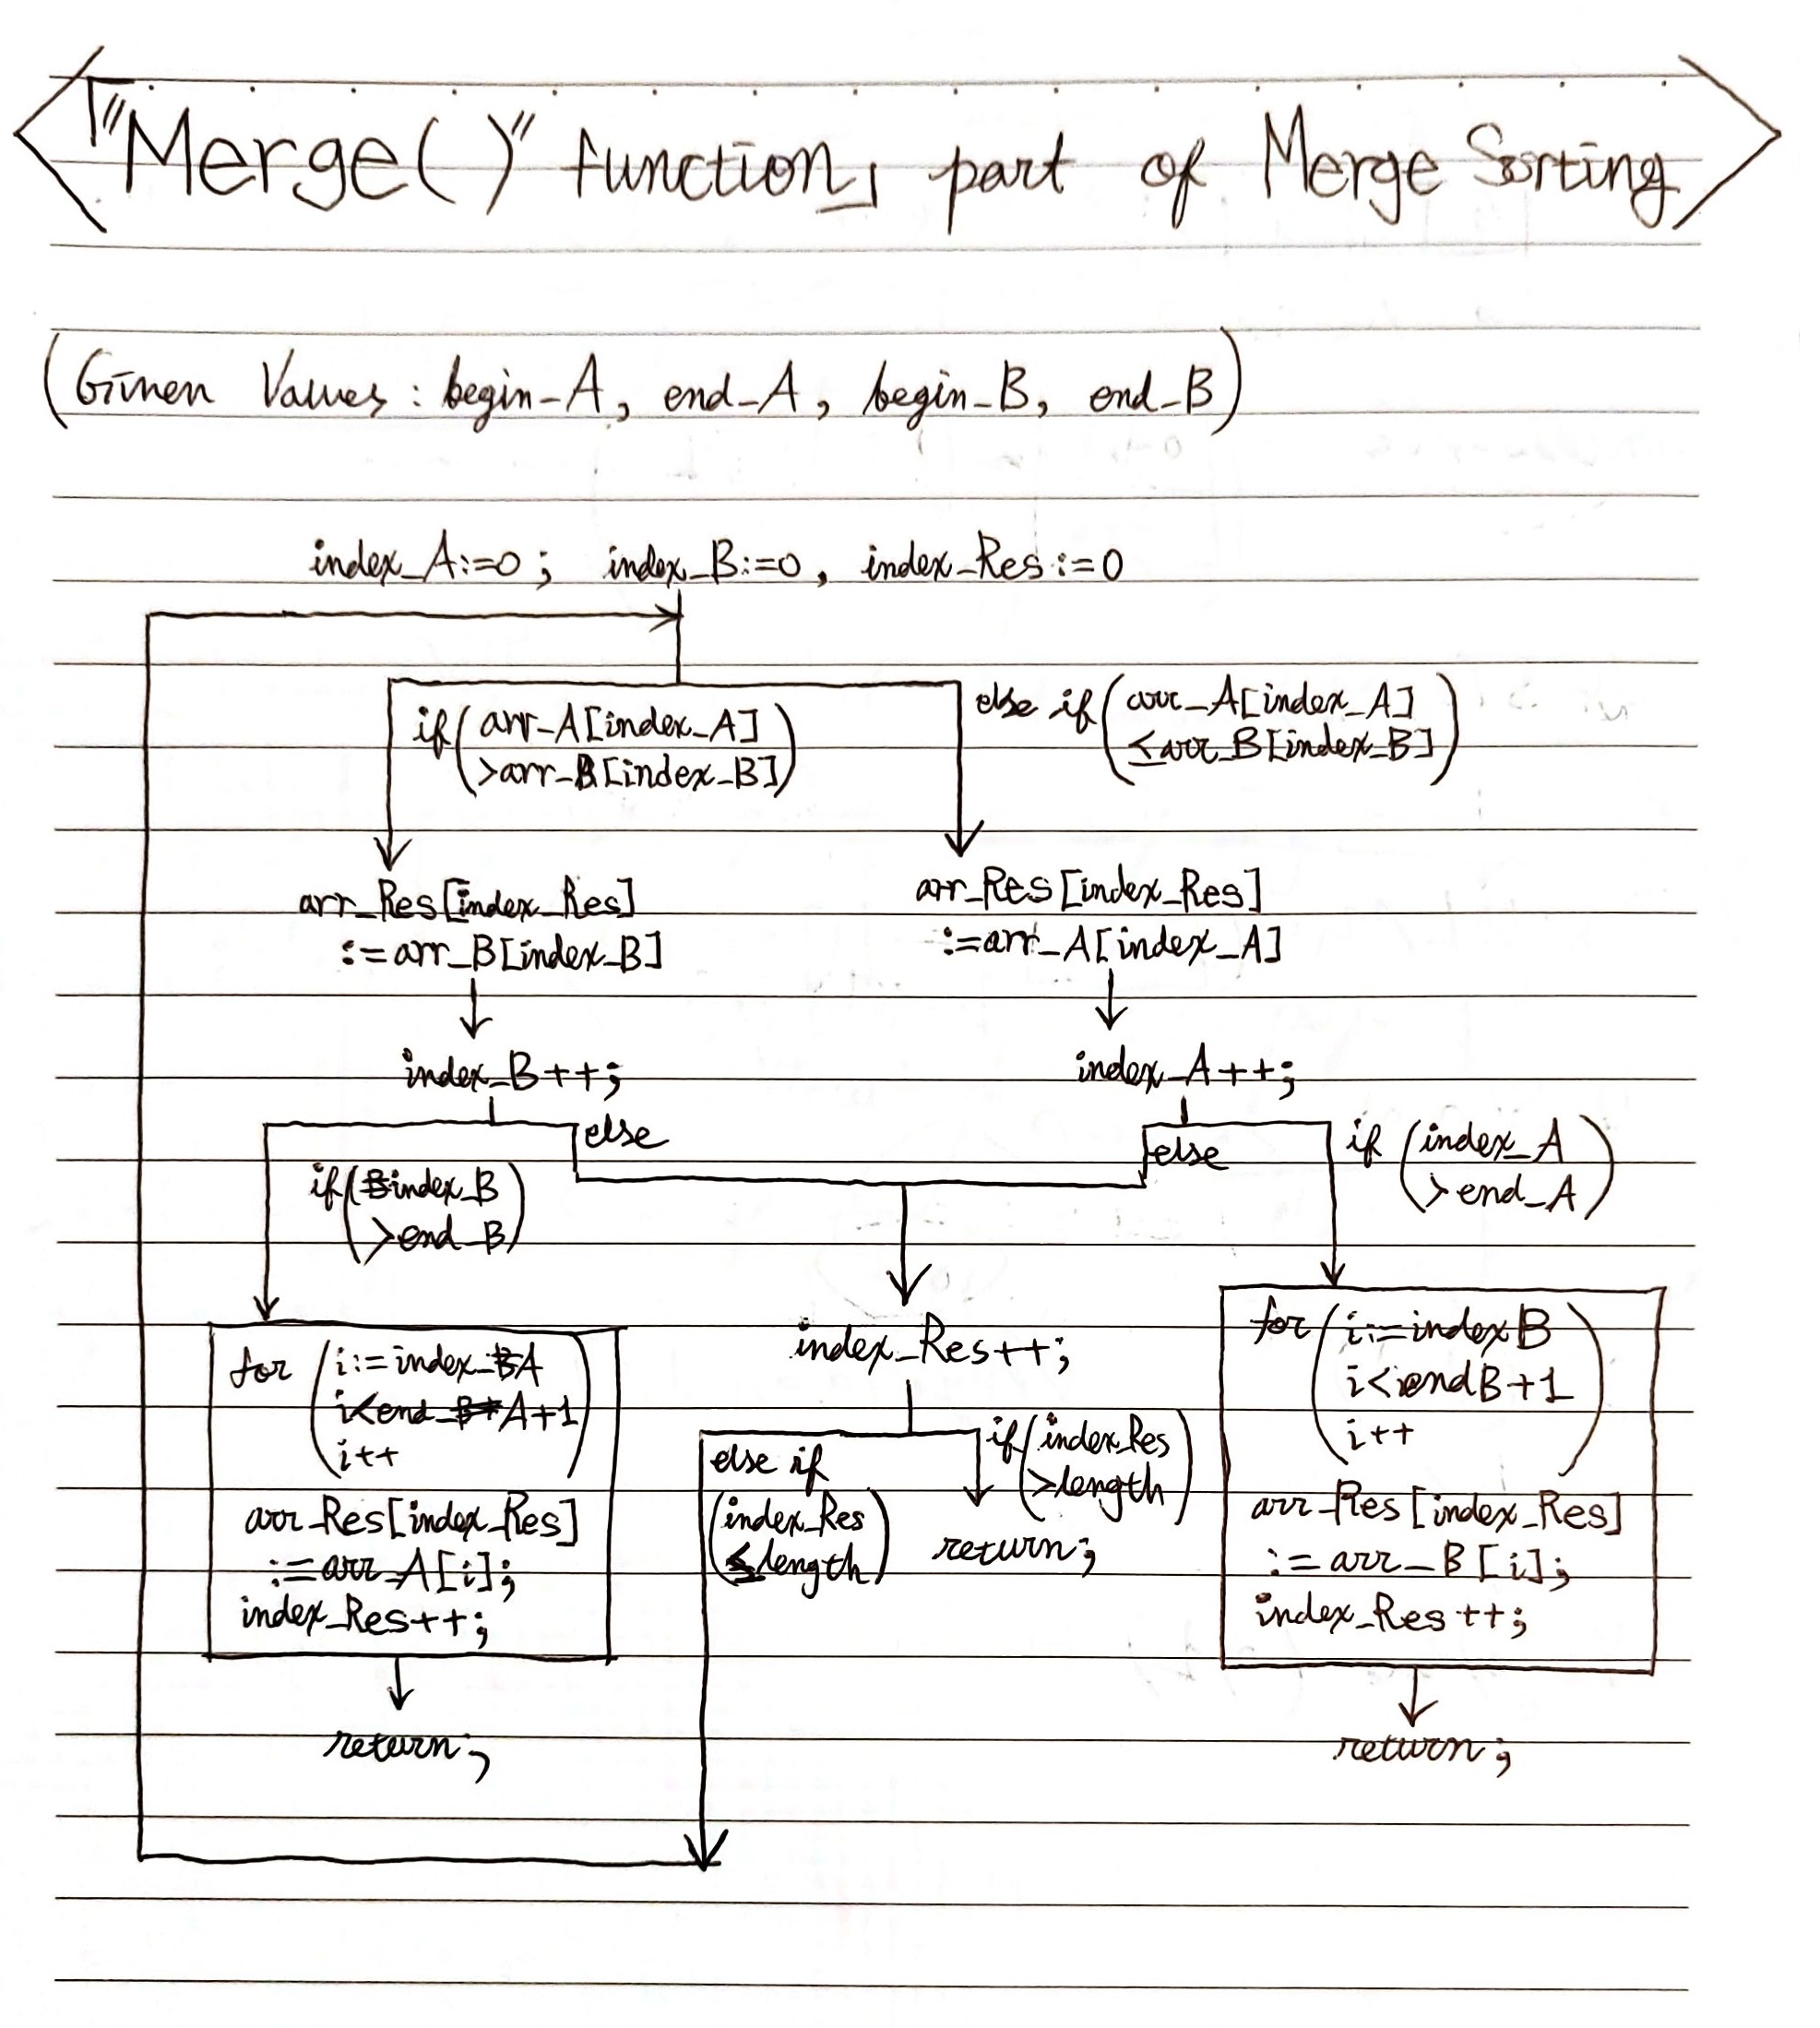 「"Merge()" function」 part of Merge Sorting
(Given Values : begin_A, end_A, begin_B, end_B)
index_A:=0 ; index_B:=0, index_Res:=0
if( arr_A[index_A]
>arr_B[index_B])
else if( arr_A[index_A]
≤arr_B[index_B])
arr_Res[index_Res]
:=arr_B[index_B]
arr_Res[index_Res]
:=arr_A[index_A]
index_B++;
index_A++;
else
else
if(index_B
>end_B)
if (index_A
>end_A)
for (i:=index_A
i<end_A+1
i++)
arr_Res[index_Res]
:=arr_A[i];
index_Res++;
return;
index_Res++;
else if
(index_Res
≤length)
if(index_Res
>length)
return;
for (i:=indexB
i<endB+1
i++)
arr_Res[index_Res]
:=arr_B[i];
index_Res++;
return;